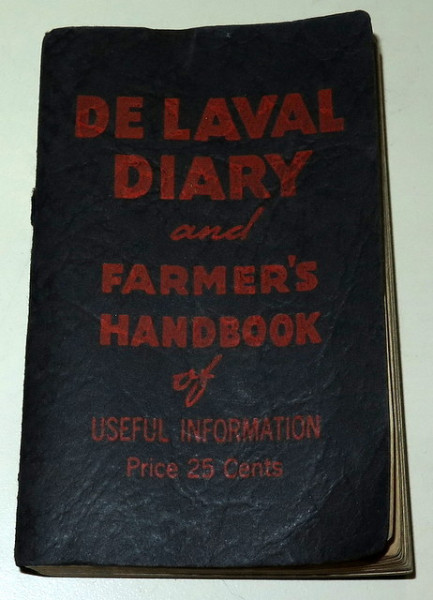 DE LAVAL
DIARY
and
FARMER'S
HANDBOOK
of
USEFUL INFORMATION
Price 25 Cents